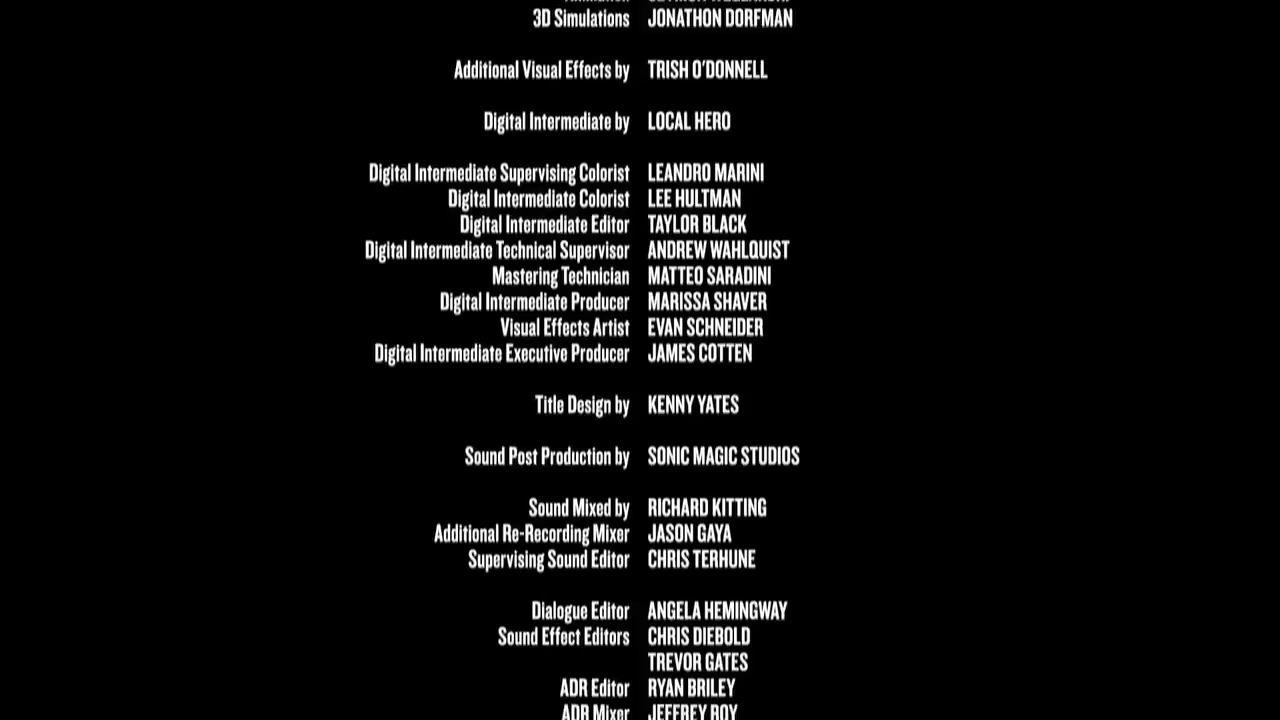 3D Simulations JONATHON DORFMAN
Additional Visual Effects by TRISH O'DONNELL
Digital Intermediate by LOCAL HERO
Digital Intermediate Supervising Colorist LEANDRO MARINI
Digital Intermediate Colorist LEE HULTMAN
Digital Intermediate Editor TAYLOR BLACK
Digital Intermediate Technical Supervisor ANDREW WAHLQUIST
Mastering Technician MATTEO SARADINI
Digital Intermediate Producer MARISSA SHAVER
Visual Effects Artist EVAN SCHNEIDER
Digital Intermediate Executive Producer JAMES COTTEN
Title Design by KENNY YATES
Sound Post Production by SONIC MAGIC STUDIOS
Sound Mixed by RICHARD KITTING
Additional Re-Recording Mixer JASON GAYA
Supervising Sound Editor CHRIS TERHUNE
Dialogue Editor ANGELA HEMINGWAY
Sound Effect Editors CHRIS DIEBOLD
TREVOR GATES
ADR Editor RYAN BRILEY
ADR Mixer JEFFREY ROY